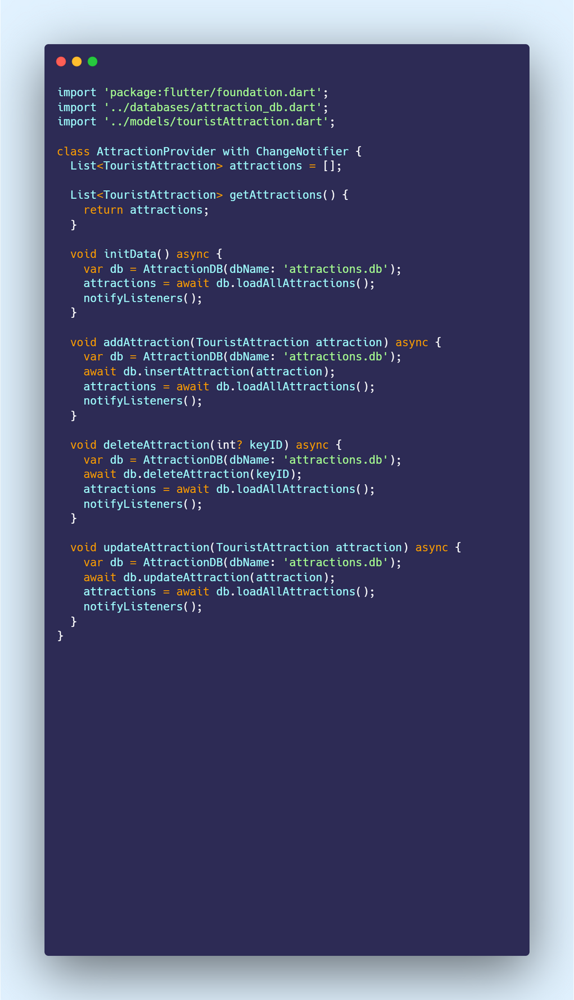 import 'package:flutter/foundation.dart';
import '../databases/attraction_db.dart';
import '../models/touristAttraction.dart';

class AttractionProvider with ChangeNotifier {
  List<TouristAttraction> attractions = [];

  List<TouristAttraction> getAttractions() {
    return attractions;
  }

  void initData() async {
    var db = AttractionDB(dbName: 'attractions.db');
    attractions = await db.loadAllAttractions();
    notifyListeners();
  }

  void addAttraction(TouristAttraction attraction) async {
    var db = AttractionDB(dbName: 'attractions.db');
    await db.insertAttraction(attraction);
    attractions = await db.loadAllAttractions();
    notifyListeners();
  }

  void deleteAttraction(int? keyID) async {
    var db = AttractionDB(dbName: 'attractions.db');
    await db.deleteAttraction(keyID);
    attractions = await db.loadAllAttractions();
    notifyListeners();
  }

  void updateAttraction(TouristAttraction attraction) async {
    var db = AttractionDB(dbName: 'attractions.db');
    await db.updateAttraction(attraction);
    attractions = await db.loadAllAttractions();
    notifyListeners();
  }
}